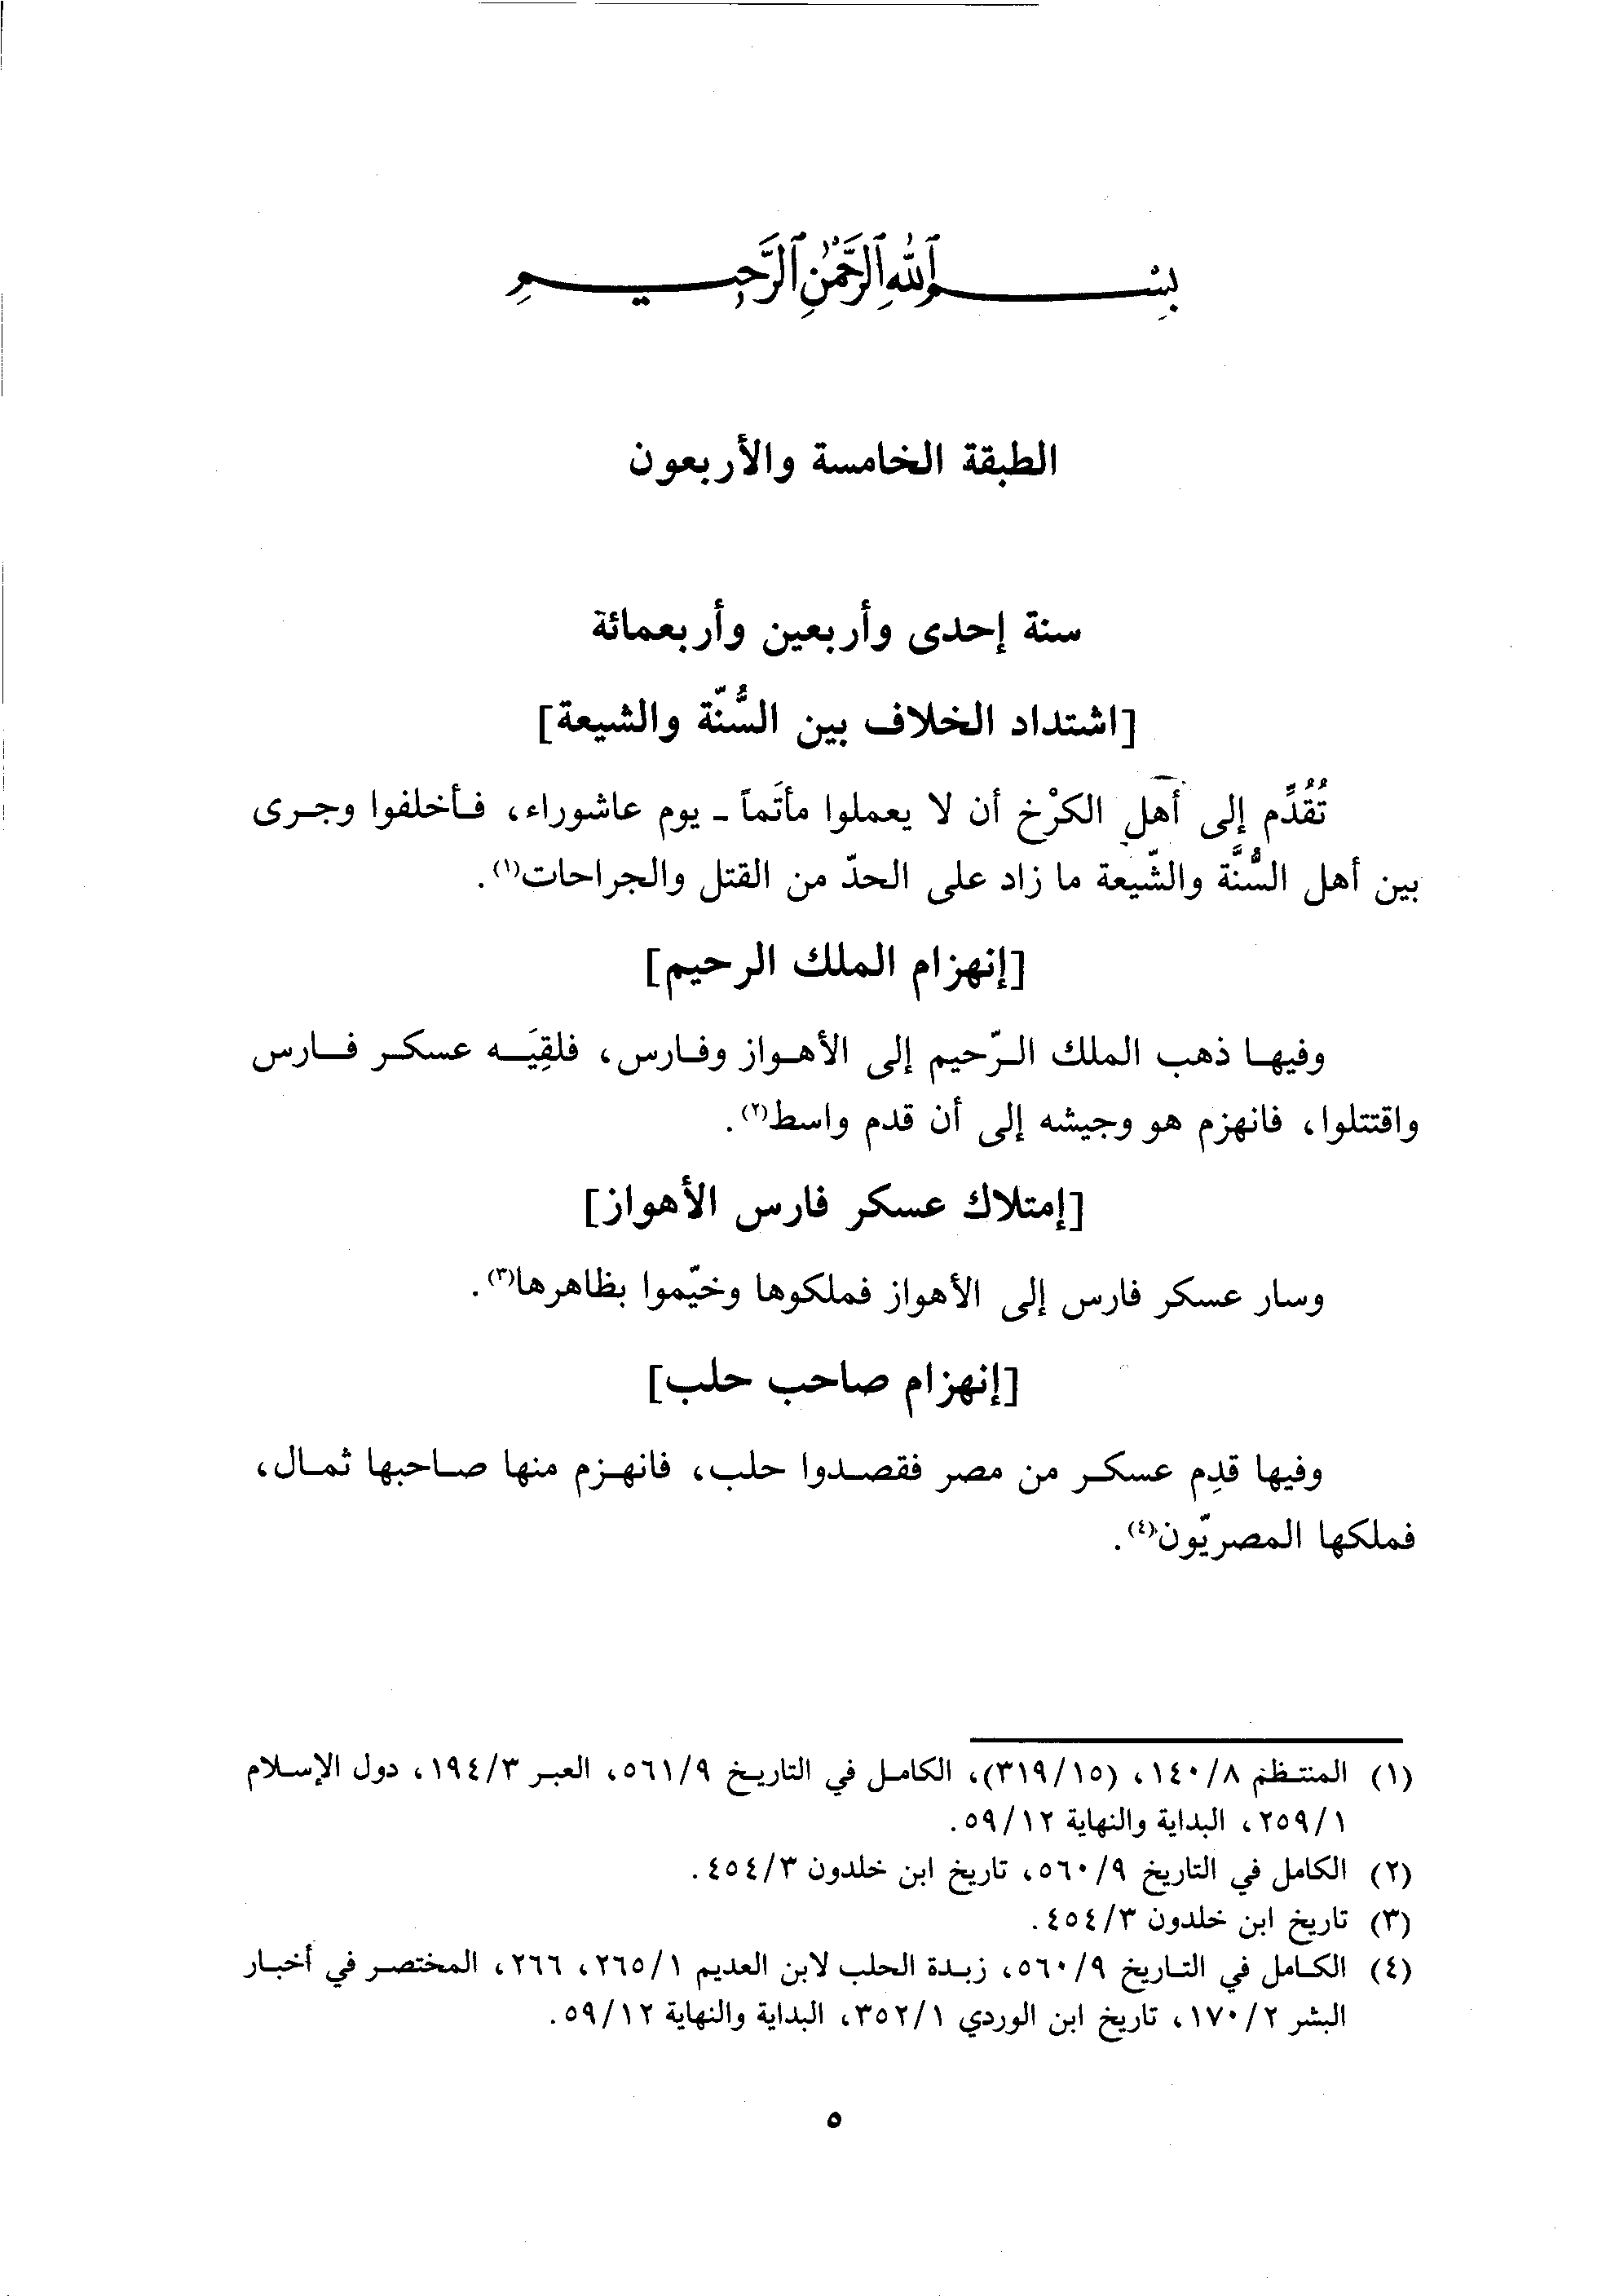 بِسْمِ ٱللَّهِ ٱلرَّحْمَٰنِ ٱلرَّحِيمِ
الطبقة الخامسة والأربعون
سنة إحدى وأربعين وأربعمائة
[اشتداد الخلاف بين السُّنّة والشيعة]
تُقُدِّم إلى أهل الكرْخ أن لا يعملوا مأتَماً ـ يوم عاشوراء، فأخلفوا وجرى
بين أهل السُّنَّة والشّيعة ما زاد على الحدّ من القتل والجراحات(١).
[إنهزام الملك الرحيم]
وفيها ذهب الملك الرّحيم إلى الأهواز وفارس، فلقِيَه عسكر فارس
واقتتلوا، فانهزم هو وجيشه إلى أن قدم واسط(٢).
[إمتلاك عسكر فارس الأهواز]
وسار عسكر فارس إلى الأهواز فملكوها وخيّموا بظاهرها(٣).
[إنهزام صاحب حلب]
وفيها قدِم عسكر من مصر فقصدوا حلب، فانهزم منها صاحبها ثمال،
فملكها المصريّون(٤).
(١) المنتظم ١٤٠/٨، (٣١٩/١٥)، الكامل في التاريخ ٥٦١/٩، العبر ١٩٤/٣، دول الإسلام
٢٥٩/١، البداية والنهاية ٥٩/١٢.
(٢) الكامل في التاريخ ٥٦٠/٩، تاريخ ابن خلدون ٤٥٤/٣.
(٣) تاريخ ابن خلدون ٤٥٤/٣.
(٤) الكامل في التاريخ ٥٦٠/٩، زبدة الحلب لابن العديم ٢٦٥/١، ٢٦٦، المختصر في أخبار
البشر ١٧٠/٢، تاريخ ابن الوردي ٣٥٢/١، البداية والنهاية ٥٩/١٢.
٥